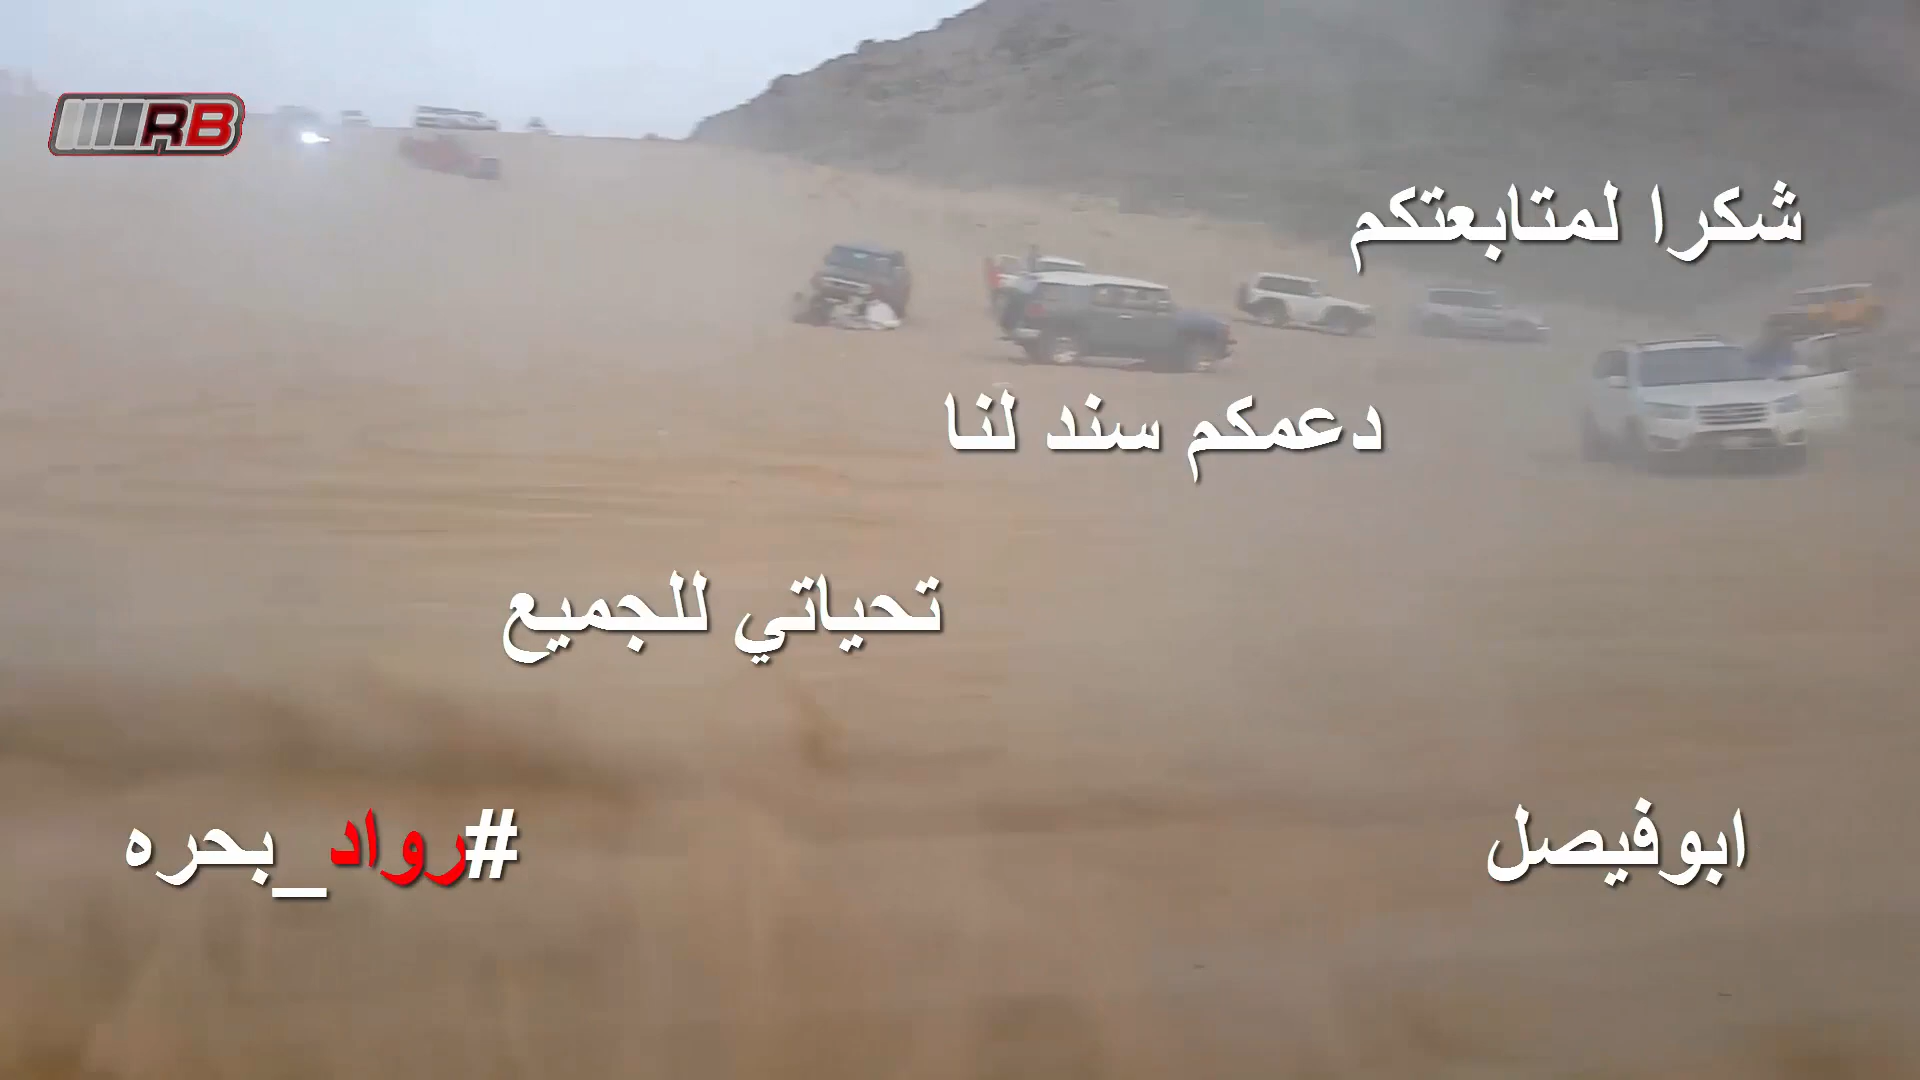 RB
شكرا لمتابعتكم
دعمكم سند لنا
تحياتي للجميع
ابوفيصل
#رواد_بحره